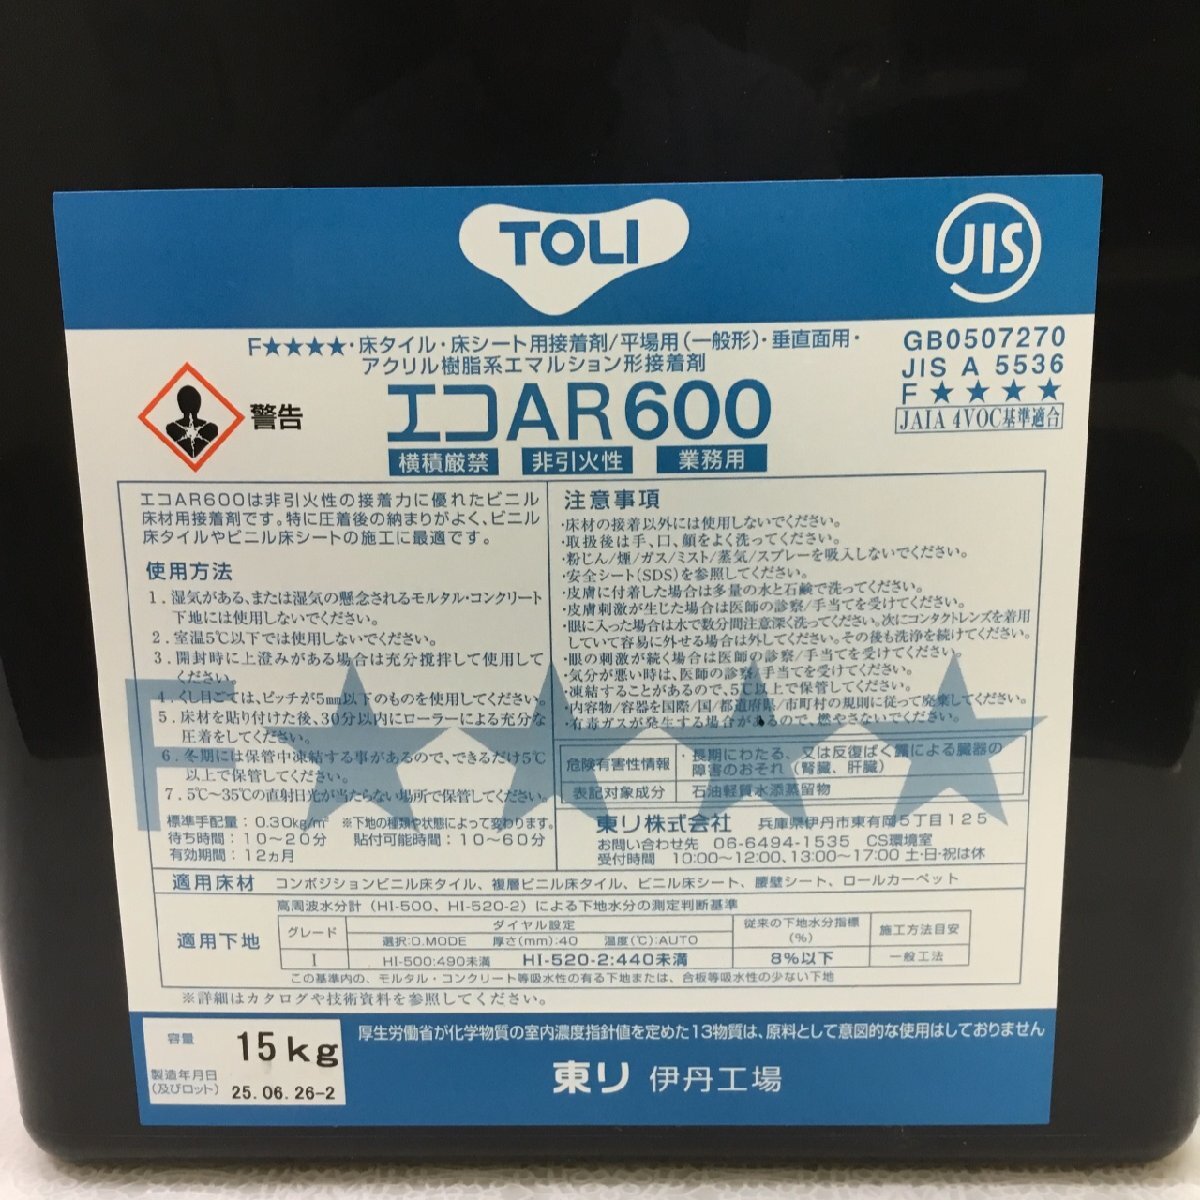 TOLI
JIS
F★★★★・床タイル・床シート用接着剤/平場用(一般形)・垂直面用・
アクリル樹脂系エマルション形接着剤
GB0507270
JIS A 5536
F★★★★
JAIA 4VOC基準適合
警告
エコAR600
横積厳禁 非引火性 業務用
エコAR600は非引火性の接着力に優れたビニル
床材用接着剤です。特に圧着後の納まりがよく、ビニル
床タイルやビニル床シートの施工に最適です。
使用方法
1. 湿気がある、または湿気の懸念されるモルタル・コンクリート
下地には使用しないでください。
2. 室温5℃以下では使用しないでください。
3. 開封時に上澄みがある場合は充分撹拌して使用して
ください。
4. くし目ごては、ピッチが5mm以下のものを使用してください。
5. 床材を貼り付けた後、30分以内にローラーによる充分な
圧着をしてください。
6. 冬期には保管中凍結する事があるので、できるだけ5℃
以上で保管してください。
7. 5℃~35℃の直射日光が当たらない場所で保管してください。
標準手配量：0.30kg/㎡ ※下地の種類や状態によって変わります。
待ち時間：10~20分 貼付可能時間：10~60分
有効期間：12ヵ月
注意事項
・床材の接着以外には使用しないでください。
・取扱後は手、口、顔をよく洗ってください。
・粉じん/煙/ガス/ミスト/蒸気/スプレーを吸入しないでください。
・安全シート(SDS)を参照してください。
・皮膚に付着した場合は多量の水と石鹸で洗ってください。
・皮膚刺激が生じた場合は医師の診察/手当てを受けてください。
・眼に入った場合は水で数分間注意深く洗ってください。次にコンタクトレンズを着用
していて容易に外せる場合は外してください。その後も洗浄を続けてください。
・眼の刺激が続く場合は医師の診察/手当てを受けてください。
・気分が悪い時は、医師の診察/手当てを受けてください。
・凍結することがあるので、5℃以上で保管してください。
・内容物/容器を国際/国/都道府県/市町村の規則に従って廃棄してください。
・有毒ガスが発生する場合があるので、燃やさないでください。
危険有害性情報 ・長期にわたる、又は反復ばく露による臓器の
障害のおそれ (腎臓、肝臓)
表記対象成分 石油軽質水添蒸留物
東リ株式会社 兵庫県伊丹市東有岡5丁目125
お問い合わせ先 06-6494-1535 CS環境室
受付時間 10:00~12:00、13:00~17:00 土・日・祝は休
適用床材 コンポジションビニル床タイル、複層ビニル床タイル、ビニル床シート、腰壁シート、ロールカーペット
適用下地
高周波水分計(HI-500、HI-520-2)による下地水分の測定判断基準
グレード ダイヤル設定 従来の下地水分指標(%) 施工方法目安
選択:D.MODE 厚さ(mm):40 温度(℃):AUTO
I HI-500:490未満 HI-520-2:440未満 8%以下 一般工法
この基準内の、モルタル・コンクリート等吸水性の有る下地または、合板等吸水性の少ない下地
※詳細はカタログや技術資料を参照してください。
容量 15kg
製造年月日
(及びロット) 25.06.26-2
厚生労働省が化学物質の室内濃度指針値を定めた13物質は、原料として意図的な使用はしておりません
東リ 伊丹工場
F★★★★